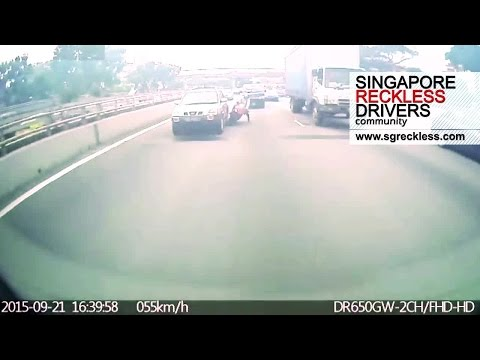 SINGAPORE
RECKLESS
DRIVERS
community
www.sgreckless.com
2015-09-21 16:39:58 055km/h DR650GW-2CH/FHD-HD